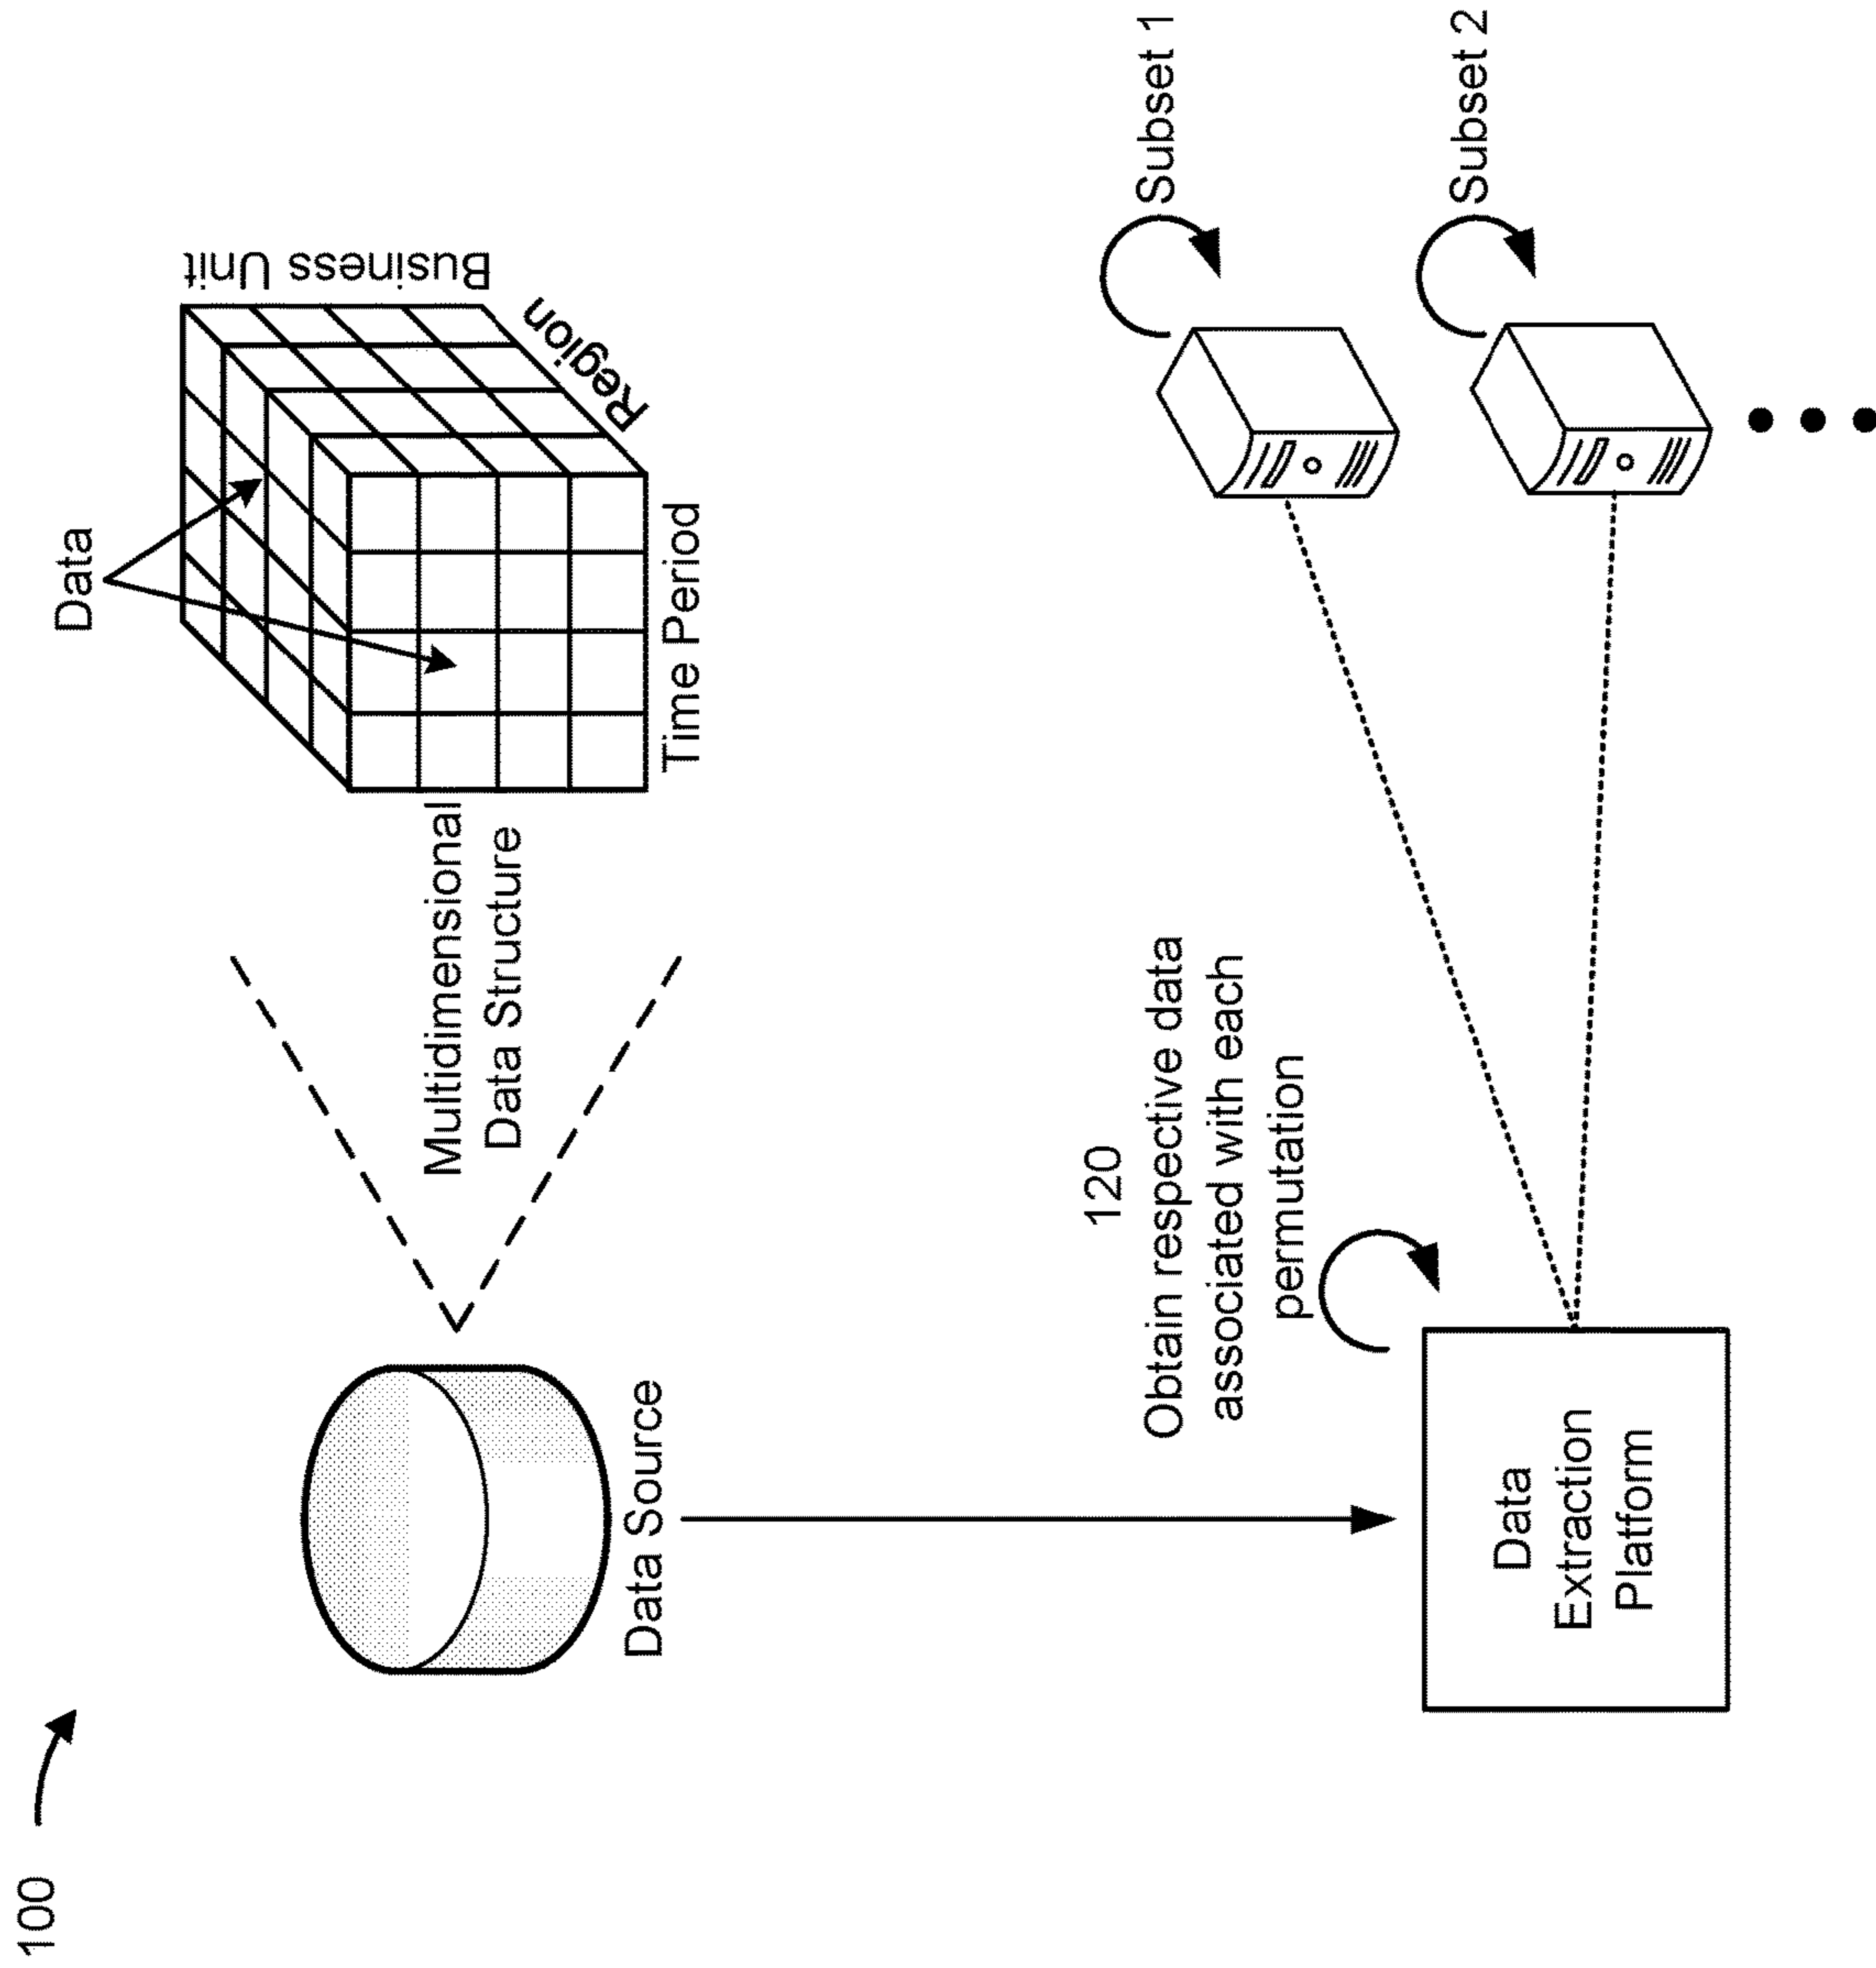 100
Data
Business Unit
Region
Multidimensional
Data Structure
Time Period
Data Source
120
Obtain respective data
associated with each
permutation
Data
Extraction
Platform
Subset 1
Subset 2